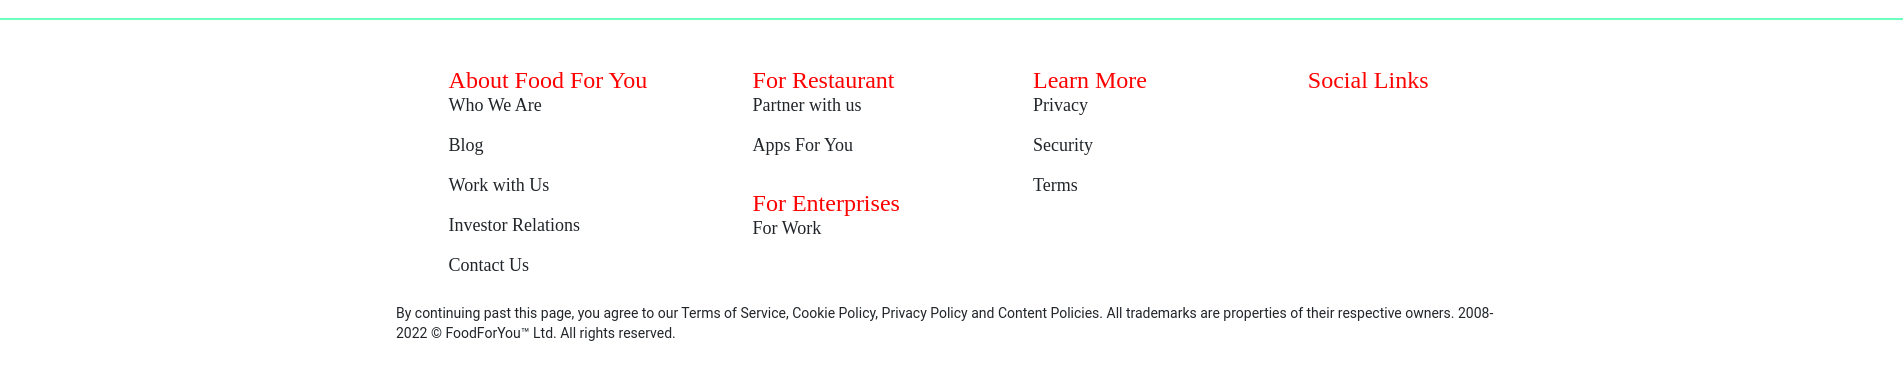 About Food For You
Who We Are
Blog
Work with Us
Investor Relations
Contact Us
For Restaurant
Partner with us
Apps For You
For Enterprises
For Work
Learn More
Privacy
Security
Terms
Social Links
By continuing past this page, you agree to our Terms of Service, Cookie Policy, Privacy Policy and Content Policies. All trademarks are properties of their respective owners. 2008-
2022 © FoodForYou™ Ltd. All rights reserved.